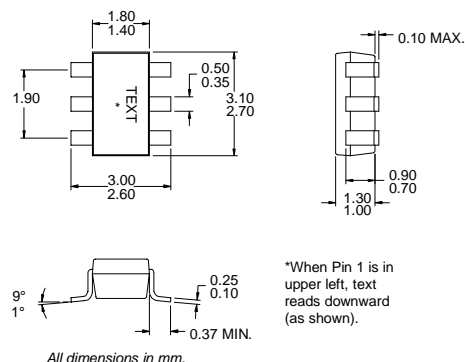 1.80
1.40
0.10 MAX.
1.90
TEXT
*
0.50
0.35
3.10
2.70
3.00
2.60
0.90
0.70
1.30
1.00
9°
1°
0.25
0.10
0.37 MIN.
*When Pin 1 is in
upper left, text
reads downward
(as shown).
All dimensions in mm.